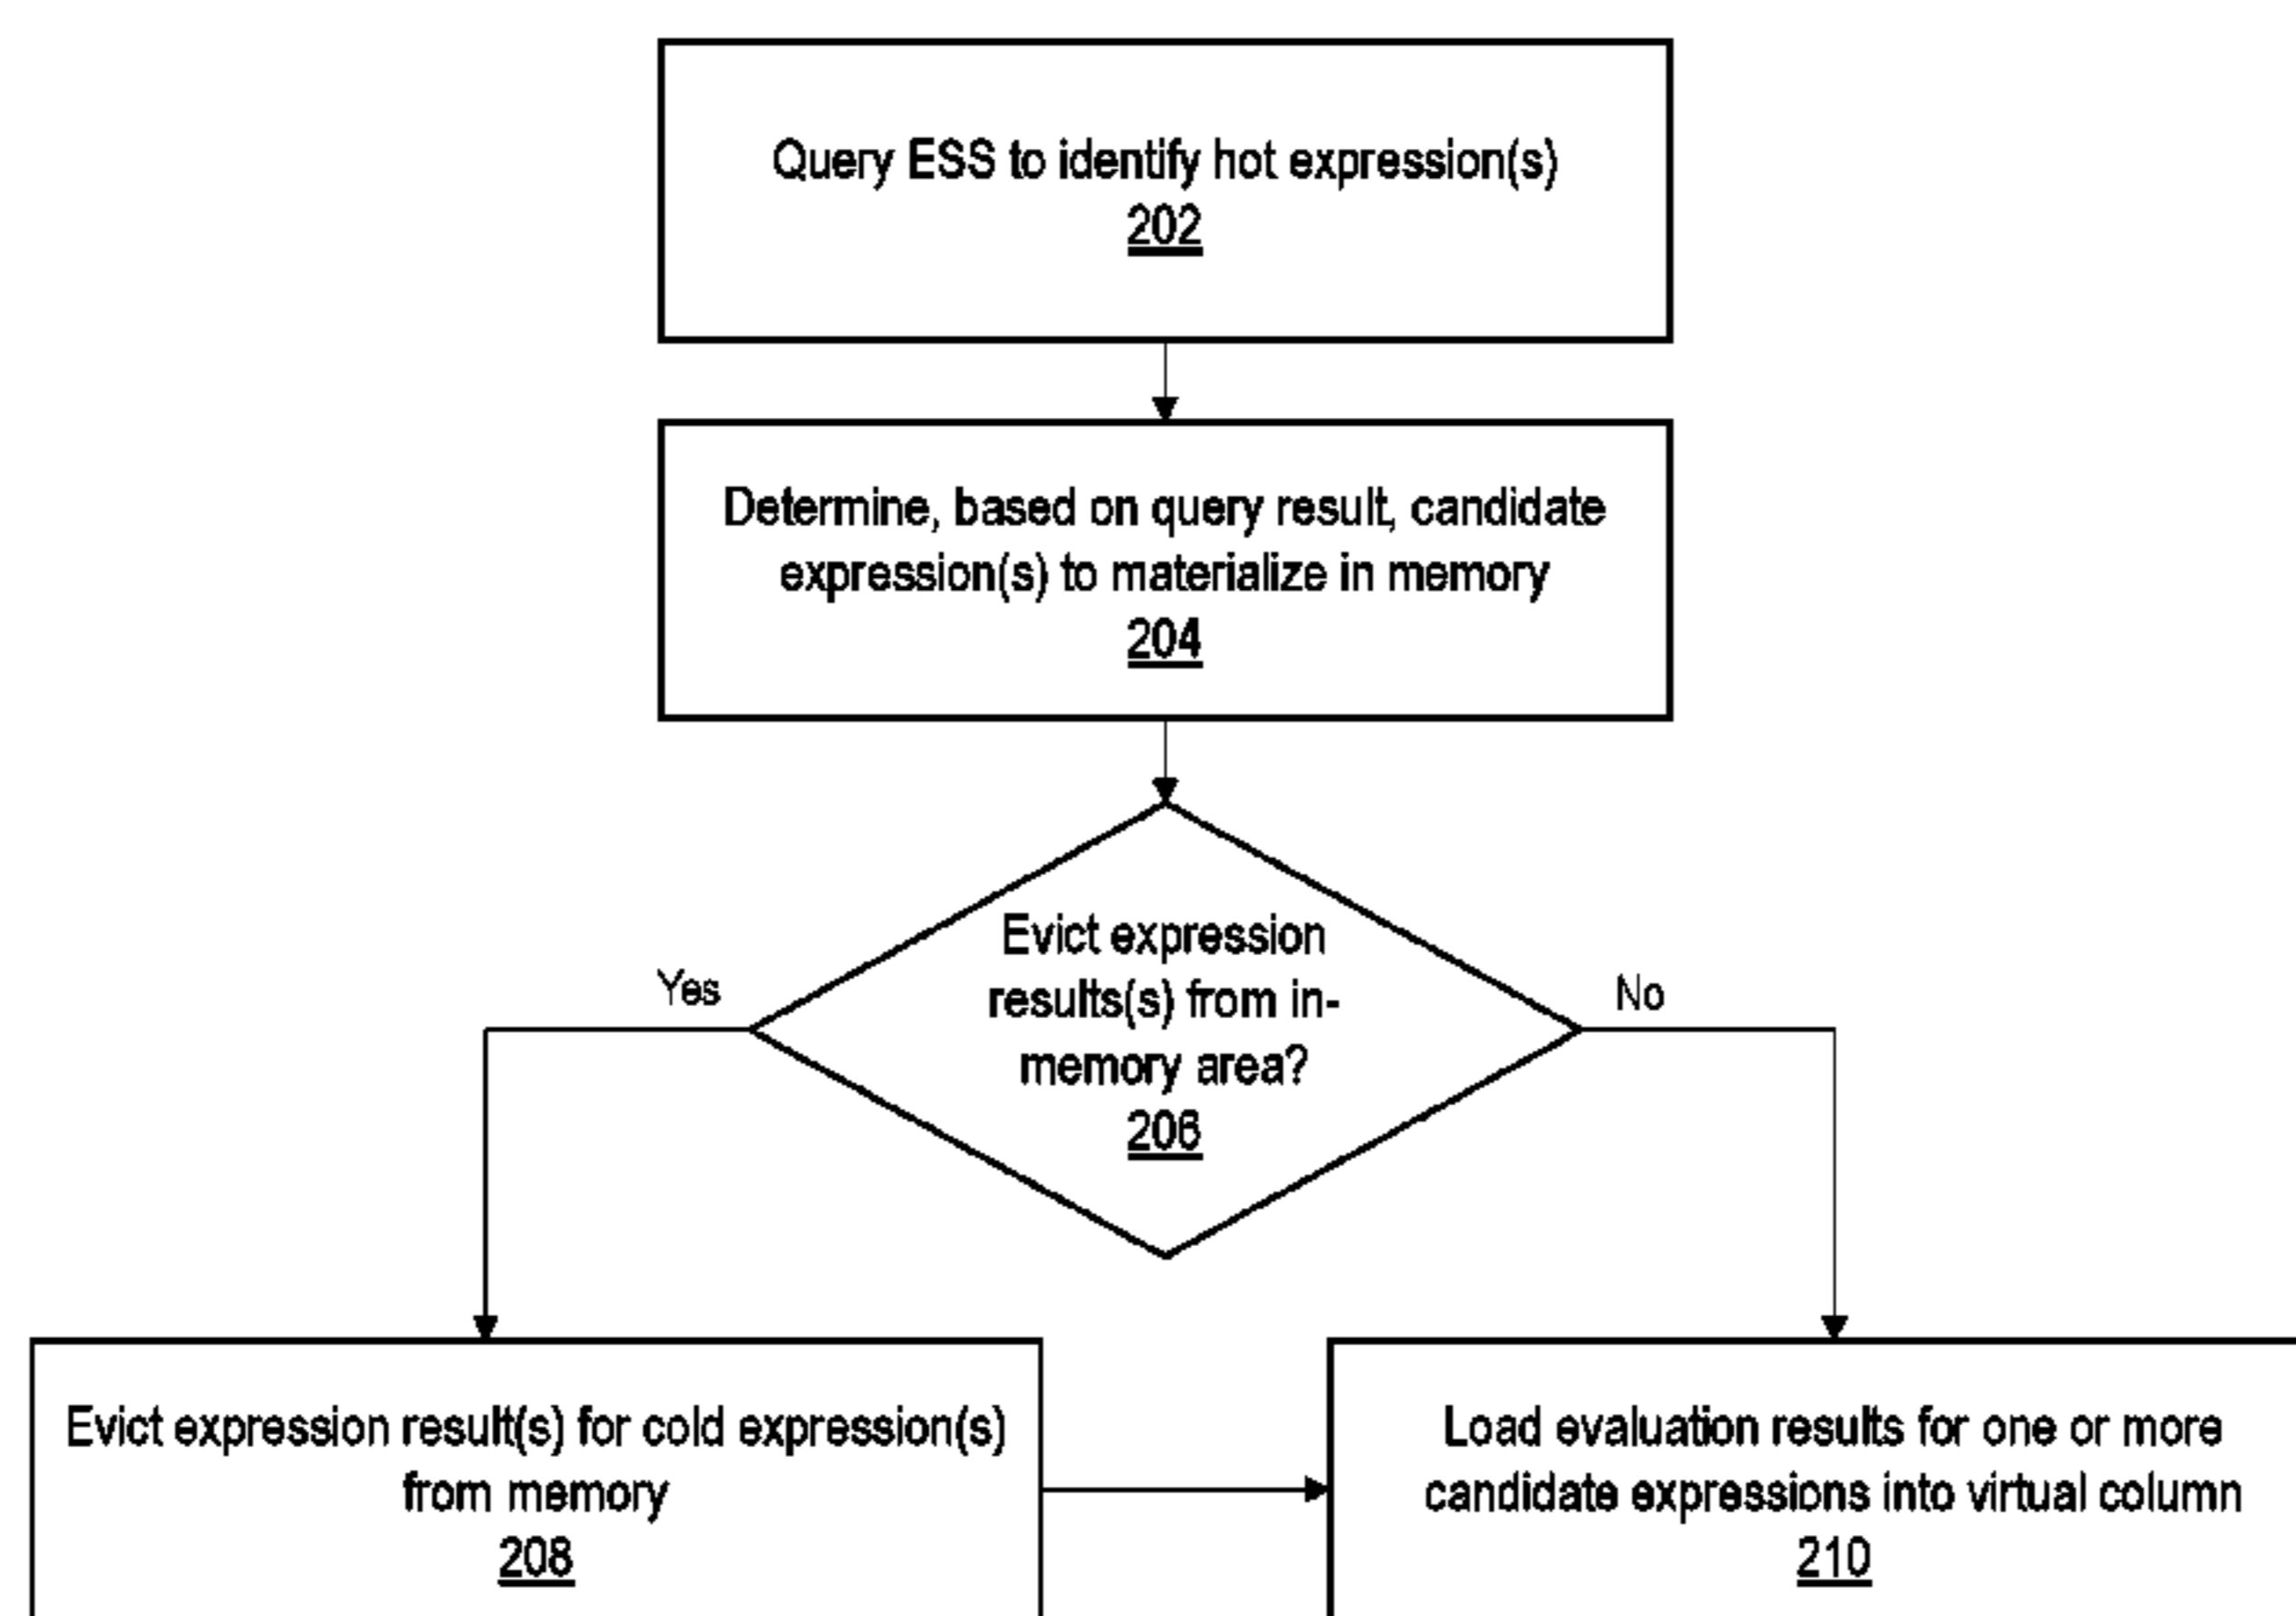 Query ESS to identify hot expression(s)
202
Determine, based on query result, candidate
expression(s) to materialize in memory
204
Evict expression
results(s) from in-
memory area?
206
Yes
No
Evict expression result(s) for cold expression(s)
from memory
208
Load evaluation results for one or more
candidate expressions into virtual column
210